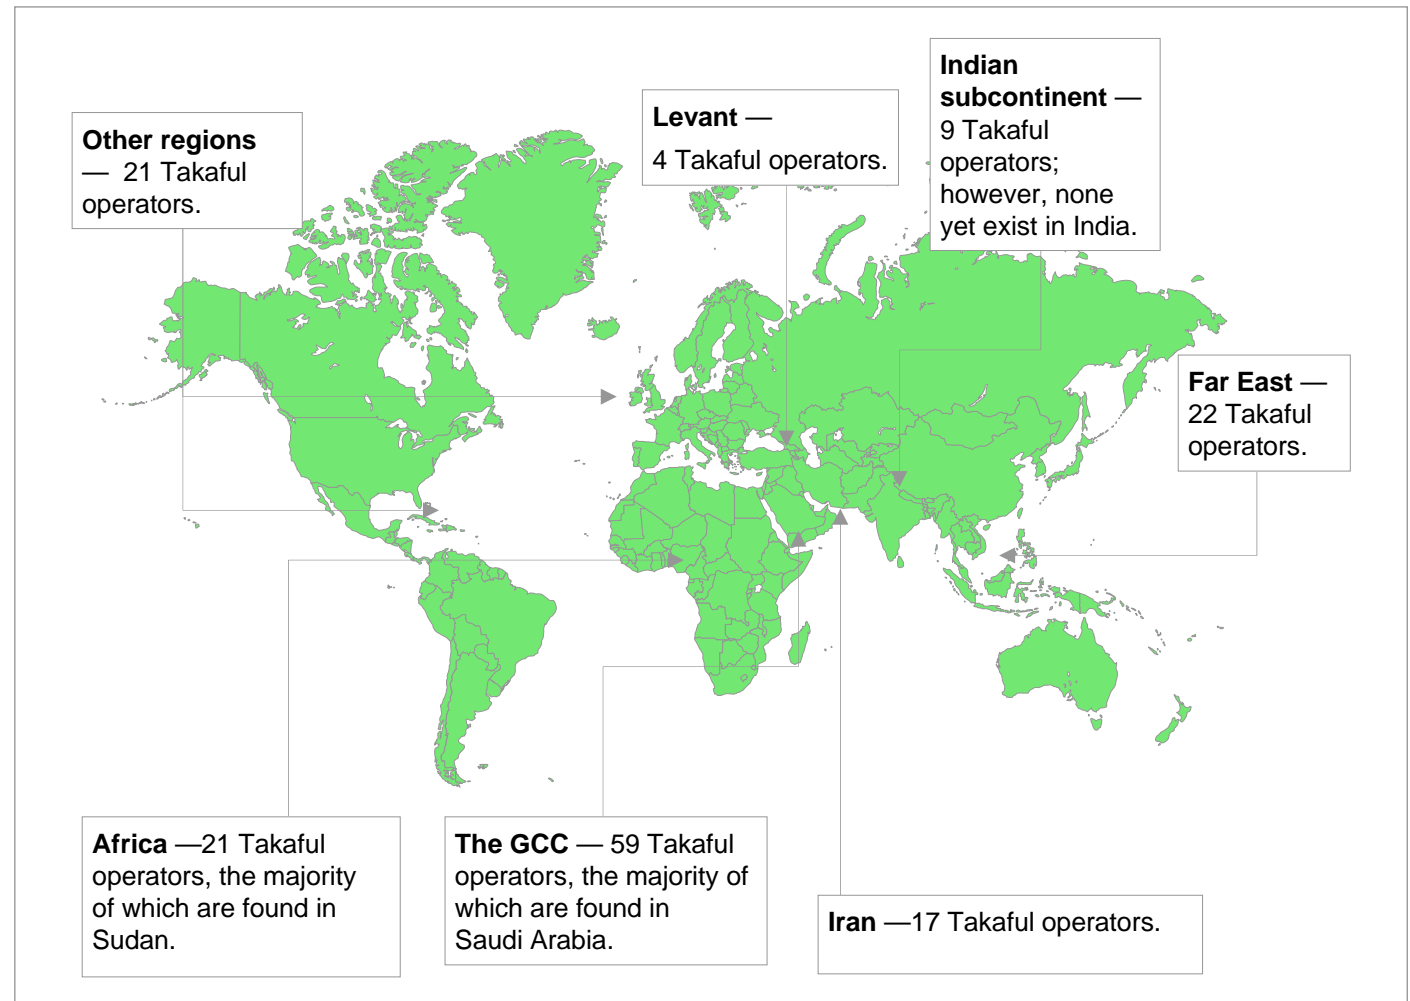 Other regions
— 21 Takaful
operators.
Levant —
4 Takaful operators.
Indian
subcontinent —
9 Takaful
operators;
however, none
yet exist in India.
Far East —
22 Takaful
operators.
Africa —21 Takaful
operators, the majority
of which are found in
Sudan.
The GCC — 59 Takaful
operators, the majority of
which are found in
Saudi Arabia.
Iran —17 Takaful operators.